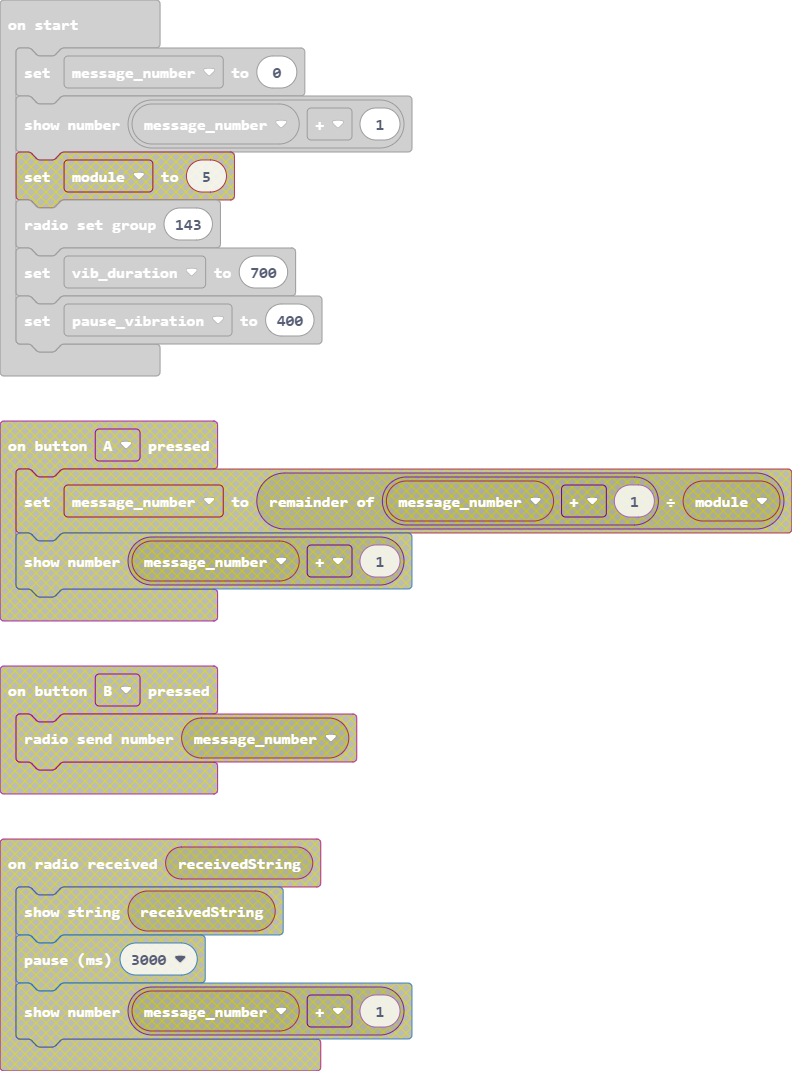 on start
set message_number to 0
show number message_number + 1
set module to 5
radio set group 143
set vib_duration to 700
set pause_vibration to 400
on button A pressed
set message_number to remainder of message_number + 1 ÷ module
show number message_number + 1
on button B pressed
radio send number message_number
on radio received receivedString
show string receivedString
pause (ms) 3000
show number message_number + 1